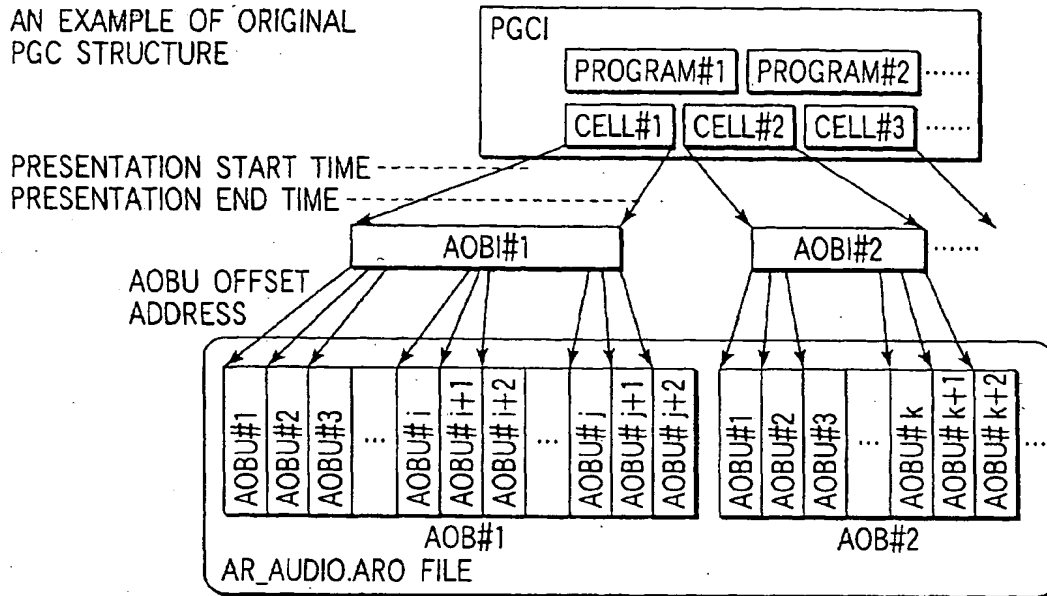 AN EXAMPLE OF ORIGINAL
PGC STRUCTURE
PGCI
PROGRAM#1 PROGRAM#2 ......
CELL#1 CELL#2 CELL#3 ......
PRESENTATION START TIME
PRESENTATION END TIME
AOBI#1 AOBI#2 ......
AOBU OFFSET
ADDRESS
AOBU#1 AOBU#2 AOBU#3 ... AOBU#i AOBU#i+1 AOBU#i+2 ... AOBU#j AOBU#j+1 AOBU#j+2 AOBU#1 AOBU#2 AOBU#3 ... AOBU#k AOBU#k+1 AOBU#k+2 ...
AOB#1 AOB#2
AR_AUDIO.ARO FILE